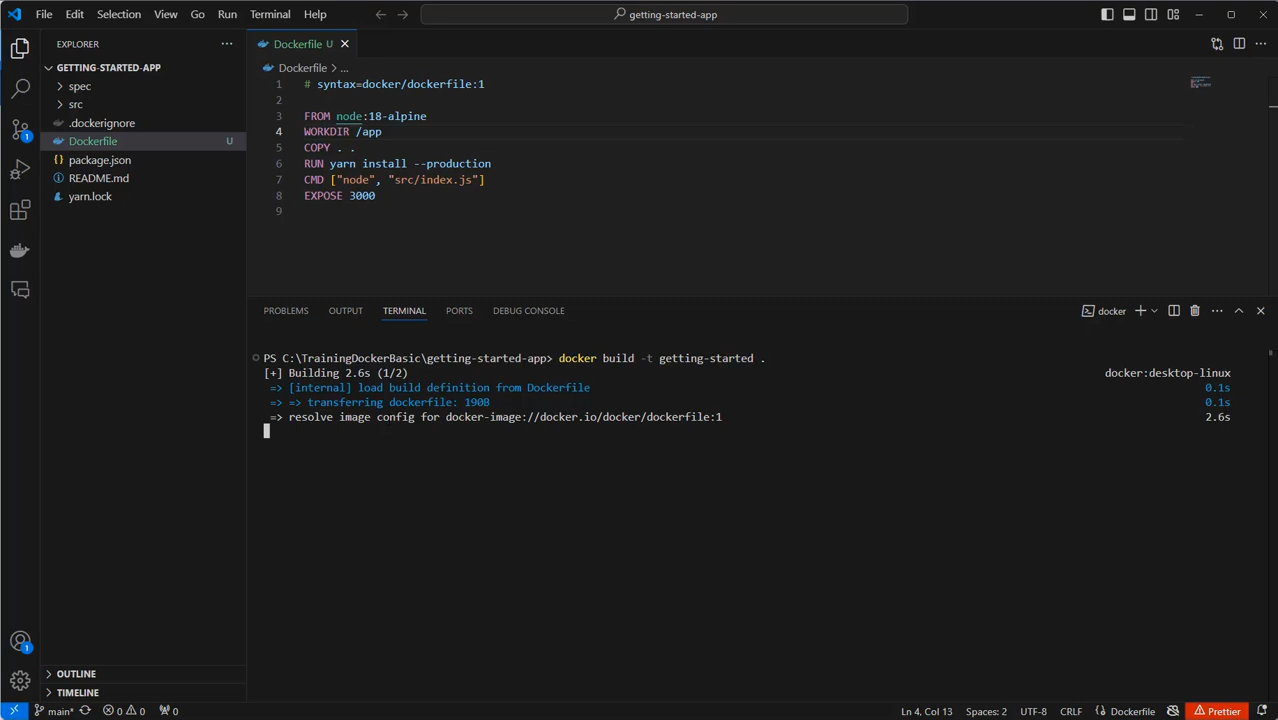 File Edit Selection View Go Run Terminal Help
getting-started-app
EXPLORER
GETTING-STARTED-APP
spec
src
.dockerignore
Dockerfile U
package.json
README.md
yarn.lock
OUTLINE
TIMELINE
Dockerfile U
Dockerfile > ...
1 # syntax=docker/dockerfile:1
2
3 FROM node:18-alpine
4 WORKDIR /app
5 COPY . .
6 RUN yarn install --production
7 CMD ["node", "src/index.js"]
8 EXPOSE 3000
9
PROBLEMS OUTPUT TERMINAL PORTS DEBUG CONSOLE
docker
PS C:\TrainingDockerBasic\getting-started-app> docker build -t getting-started .
[+] Building 2.6s (1/2) docker:desktop-linux
=> [internal] load build definition from Dockerfile 0.1s
=> => transferring dockerfile: 190B 0.1s
=> resolve image config for docker-image://docker.io/docker/dockerfile:1 2.6s
1
1
main* 0 0 0
Ln 4, Col 13 Spaces: 2 UTF-8 CRLF Dockerfile Prettier